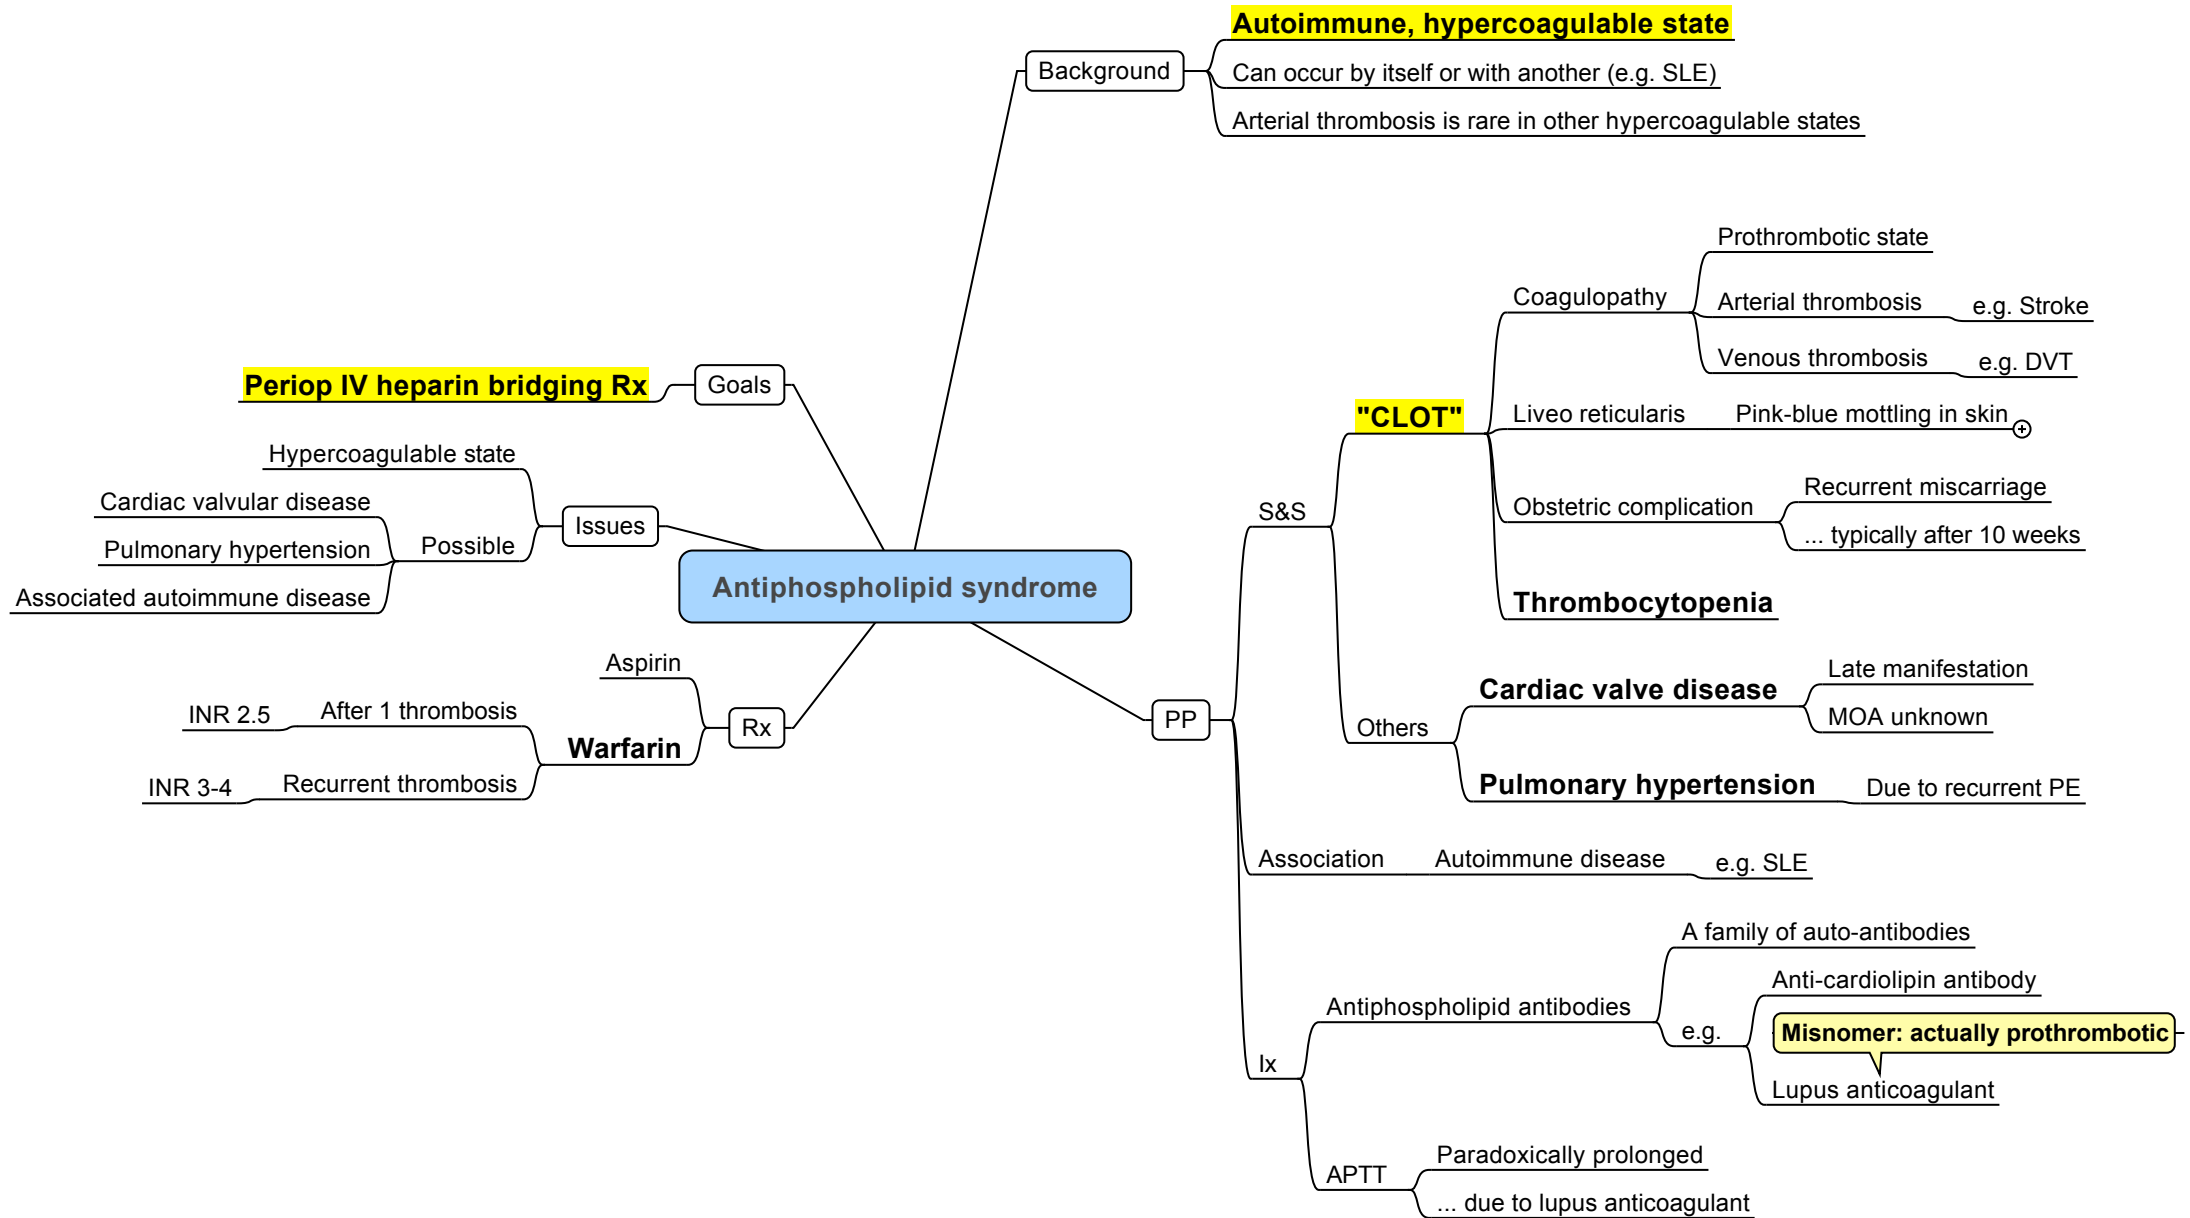 Autoimmune, hypercoagulable state
Background
Can occur by itself or with another (e.g. SLE)
Arterial thrombosis is rare in other hypercoagulable states
Periop IV heparin bridging Rx
Goals
Hypercoagulable state
Cardiac valvular disease
Pulmonary hypertension
Associated autoimmune disease
Possible
Issues
Antiphospholipid syndrome
Aspirin
INR 2.5
After 1 thrombosis
INR 3-4
Recurrent thrombosis
Warfarin
Rx
PP
S&S
"CLOT"
Coagulopathy
Prothrombotic state
Arterial thrombosis
e.g. Stroke
Venous thrombosis
e.g. DVT
Liveo reticularis
Pink-blue mottling in skin
Obstetric complication
Recurrent miscarriage
... typically after 10 weeks
Thrombocytopenia
Others
Cardiac valve disease
Late manifestation
MOA unknown
Pulmonary hypertension
Due to recurrent PE
Association
Autoimmune disease
e.g. SLE
Ix
Antiphospholipid antibodies
A family of auto-antibodies
e.g.
Anti-cardiolipin antibody
Misnomer: actually prothrombotic
Lupus anticoagulant
APTT
Paradoxically prolonged
... due to lupus anticoagulant